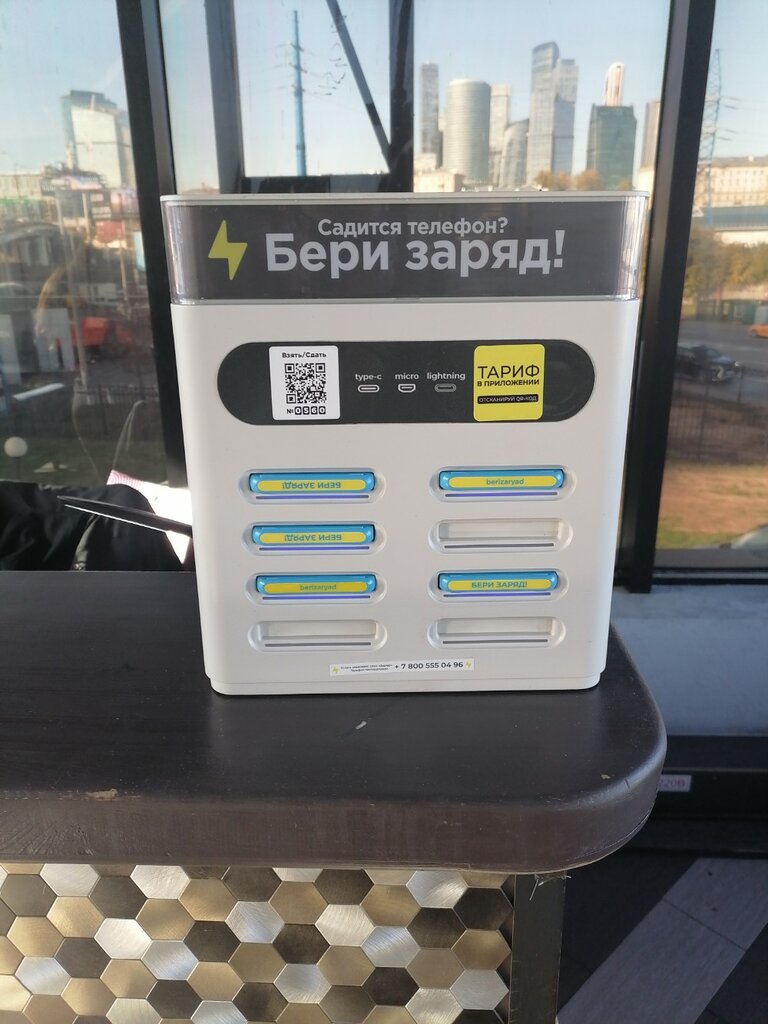 Садится телефон?
Бери заряд!
Взять/Сдать
№0560
type-c
micro
lightning
ТАРИФ
В ПРИЛОЖЕНИИ
ОТСКАНИРУЙ QR-КОД
БЕРИ ЗАРЯД!
berizaryad
БЕРИ ЗАРЯД!
berizaryad
БЕРИ ЗАРЯД!
+ 7 800 555 04 96